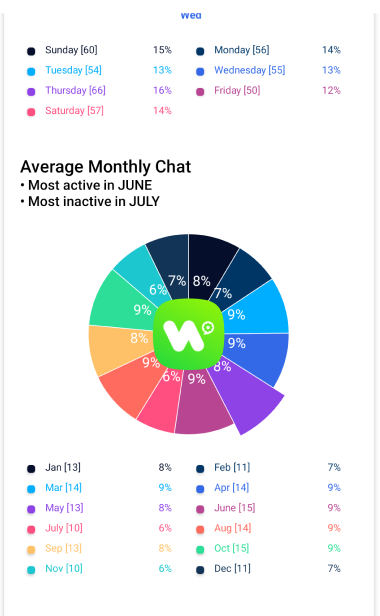 Wed
Sunday [60] 15% Monday [56] 14%
Tuesday [54] 13% Wednesday [55] 13%
Thursday [66] 16% Friday [50] 12%
Saturday [57] 14%
Average Monthly Chat
• Most active in JUNE
• Most inactive in JULY
8%
7%
9%
9%
8%
9%
6%
9%
8%
9%
6%
7%
Jan [13] 8% Feb [11] 7%
Mar [14] 9% Apr [14] 9%
May [13] 8% June [15] 9%
July [10] 6% Aug [14] 9%
Sep [13] 8% Oct [15] 9%
Nov [10] 6% Dec [11] 7%